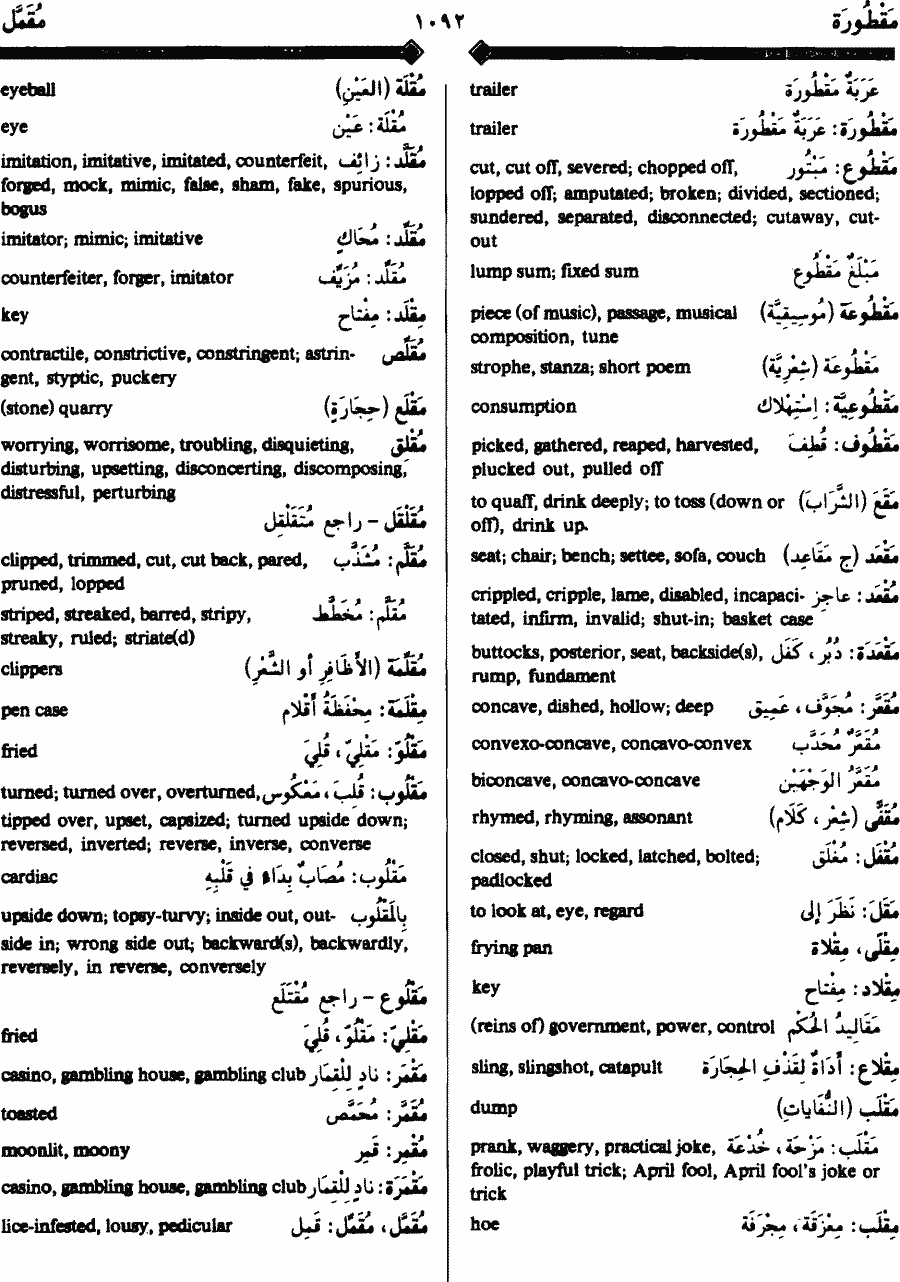 مَقْطُورَة
١٠٩٢
مُقَمَّل
trailer عَرَبَةٌ مَقْطُورَة
trailer مَقْطُورَة: عَرَبَةٌ مَقْطُورَة
cut, cut off, severed; chopped off, مَقْطُوع: مَبْتُور
lopped off; amputated; broken; divided, sectioned;
sundered, separated, disconnected; cutaway, cut-
out
lump sum; fixed sum مَبْلَغٌ مَقْطُوع
piece (of music), passage, musical مَقْطُوعَة (مُوسِيقِيَّة)
composition, tune
strophe, stanza; short poem مَقْطُوعَة (شِعْرِيَّة)
consumption مَقْطُوعِيَّة: اِسْتِهْلاك
picked, gathered, reaped, harvested, مَقْطُوف: قُطِفَ
plucked out, pulled off
to quaff, drink deeply; to toss (down or مَقَعَ (الشَّرَابَ)
off), drink up
seat; chair; bench; settee, sofa, couch مَقْعَد (ج مَقَاعِد)
crippled, cripple, lame, disabled, incapaci- مُقْعَد: عاجِز
tated, infirm, invalid; shut-in; basket case
buttocks, posterior, seat, backside(s), مَقْعَدَة: دُبُر ، كَفَل
rump, fundament
concave, dished, hollow; deep مُقَعَّر: مُجَوَّف، عَمِيق
convexo-concave, concavo-convex مُقَعَّرٌ مُحَدَّب
biconcave, concavo-concave مُقَعَّرُ الوَجْهَيْن
rhymed, rhyming, assonant مُقَفًّى (شِعْر ، كَلَام)
closed, shut; locked, latched, bolted; مُقْفَل: مُغْلَق
padlocked
to look at, eye, regard مَقَلَ: نَظَرَ إلى
frying pan مِقْلًى، مِقْلاة
key مِقْلاد: مِفْتاح
(reins of) government, power, control مَقَالِيدُ الحُكْم
sling, slingshot, catapult مِقْلاع: أَدَاةٌ لِقَذْفِ الحِجَارَة
dump مَقْلَب (النُّفَايَات)
prank, waggery, practical joke, مَقْلَب: مَزْحَة ، خُدْعَة
frolic, playful trick; April fool, April fool's joke or
trick
hoe مِقْلَب: مِعْزَقَة، مِجْرَفَة
eyeball مُقْلَة (العَيْن)
eye مُقْلَة: عَيْن
imitation, imitative, imitated, counterfeit, مُقَلَّد: زائِف
forged, mock, mimic, false, sham, fake, spurious,
bogus
imitator; mimic; imitative مُقَلِّد: مُحَاكٍ
counterfeiter, forger, imitator مُقَلِّد: مُزَيِّف
key مِقْلَد: مِفْتَاح
contractile, constrictive, constringent; astrin- مُقَلِّص
gent, styptic, puckery
(stone) quarry مَقْلَع (حِجَارَةٍ)
worrying, worrisome, troubling, disquieting, مُقْلِق
disturbing, upsetting, disconcerting, discomposing,
distressful, perturbing
مُقَلْقَل – راجع مُتَقَلْقِل
clipped, trimmed, cut, cut back, pared, مُقَلَّم: مُشَذَّب
pruned, lopped
striped, streaked, barred, stripy, مُقَلَّم: مُخَطَّط
streaky, ruled; striate(d)
clippers مُقَلِّمَة (الأَظَافِرِ أو الشَّعْرِ)
pen case مِقْلَمَة: مِحْفَظَةُ أَقْلام
fried مَقْلُوّ: مَقْلِيّ، قُلِيَ
turned; turned over, overturned, مَقْلُوب: قُلِبَ، مَعْكُوس
tipped over, upset, capsized; turned upside down;
reversed, inverted; reverse, inverse, converse
cardiac مَقْلُوب: مُصَابٌ بِدَاءٍ في قَلْبِه
upside down; topsy-turvy; inside out, out- بِالمَقْلُوب
side in; wrong side out; backward(s), backwardly,
reversely, in reverse, conversely
مَقْلُوع – راجع مُقْتَلَع
fried مَقْلِيّ: مَقْلُوّ، قُلِيَ
casino, gambling house, gambling club مَقْمَر: نادٍ لِلْقِمَار
toasted مُقَمَّر: مُحَمَّص
moonlit, moony مُقْمِر: قَمِر
casino, gambling house, gambling club مَقْمَرَة: نادٍ لِلْقِمَار
lice-infested, lousy, pedicular مُقَمَّل، مُقَمِّل: قَمِل